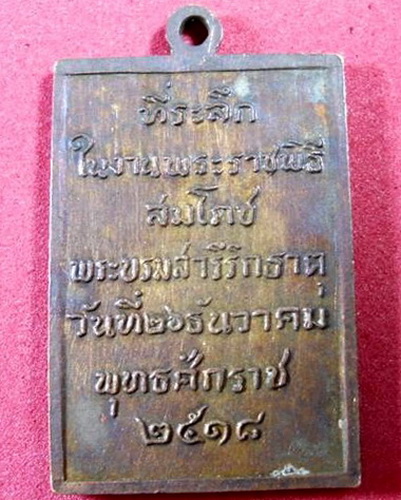 ที่ระลึก
ในงานพระราชพิธี
สมโภช
พระบรมสารีริกธาตุ
วันที่๒๖ธันวาคม
พุทธศักราช
๒๕๑๘